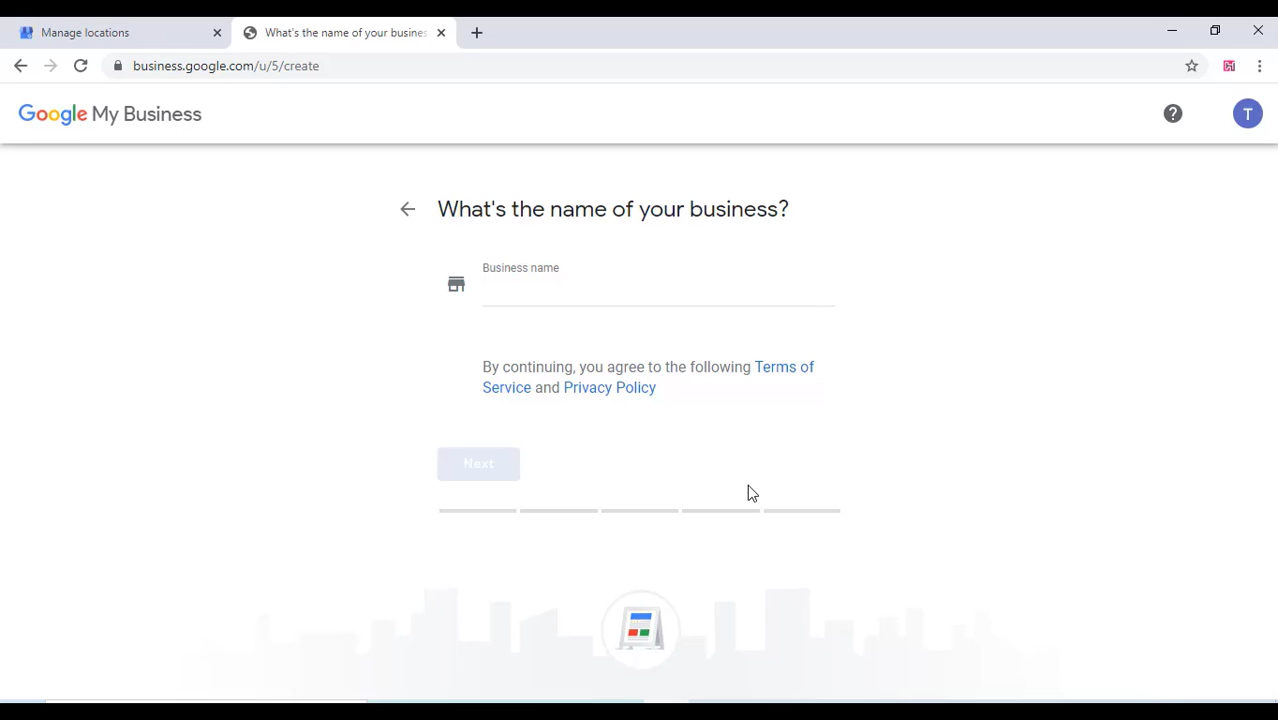 Manage locations
What's the name of your busines
business.google.com/u/5/create
Google My Business
T
What's the name of your business?
Business name
By continuing, you agree to the following Terms of
Service and Privacy Policy
Next